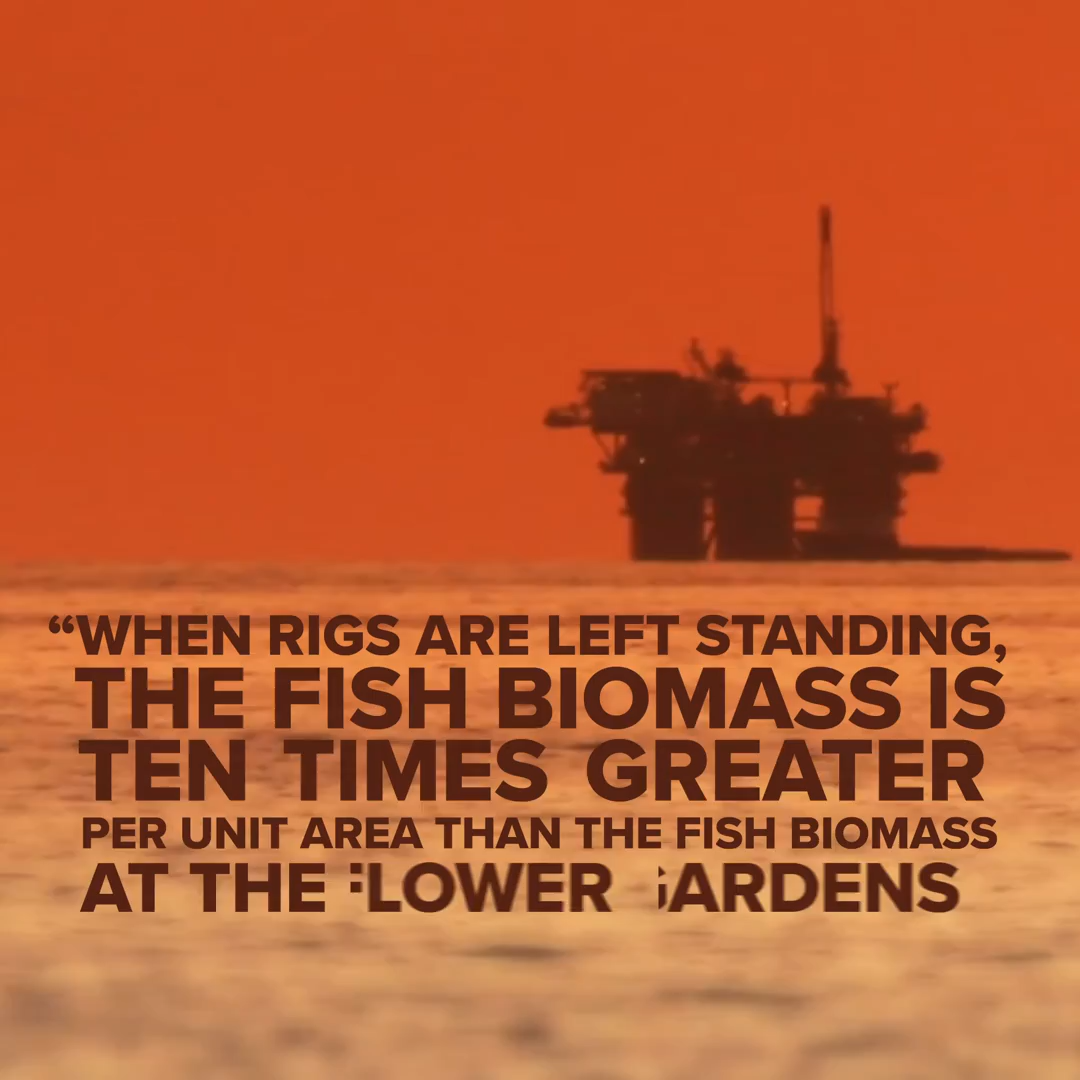 “WHEN RIGS ARE LEFT STANDING,
THE FISH BIOMASS IS
TEN TIMES GREATER
PER UNIT AREA THAN THE FISH BIOMASS
AT THE FLOWER GARDENS